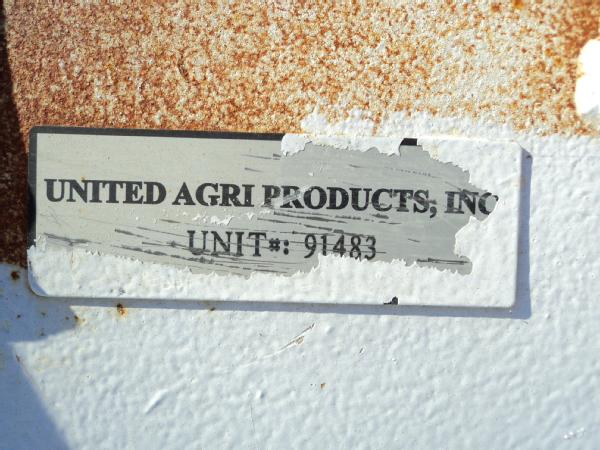 UNITED AGRI PRODUCTS, INC
UNIT#: 91483